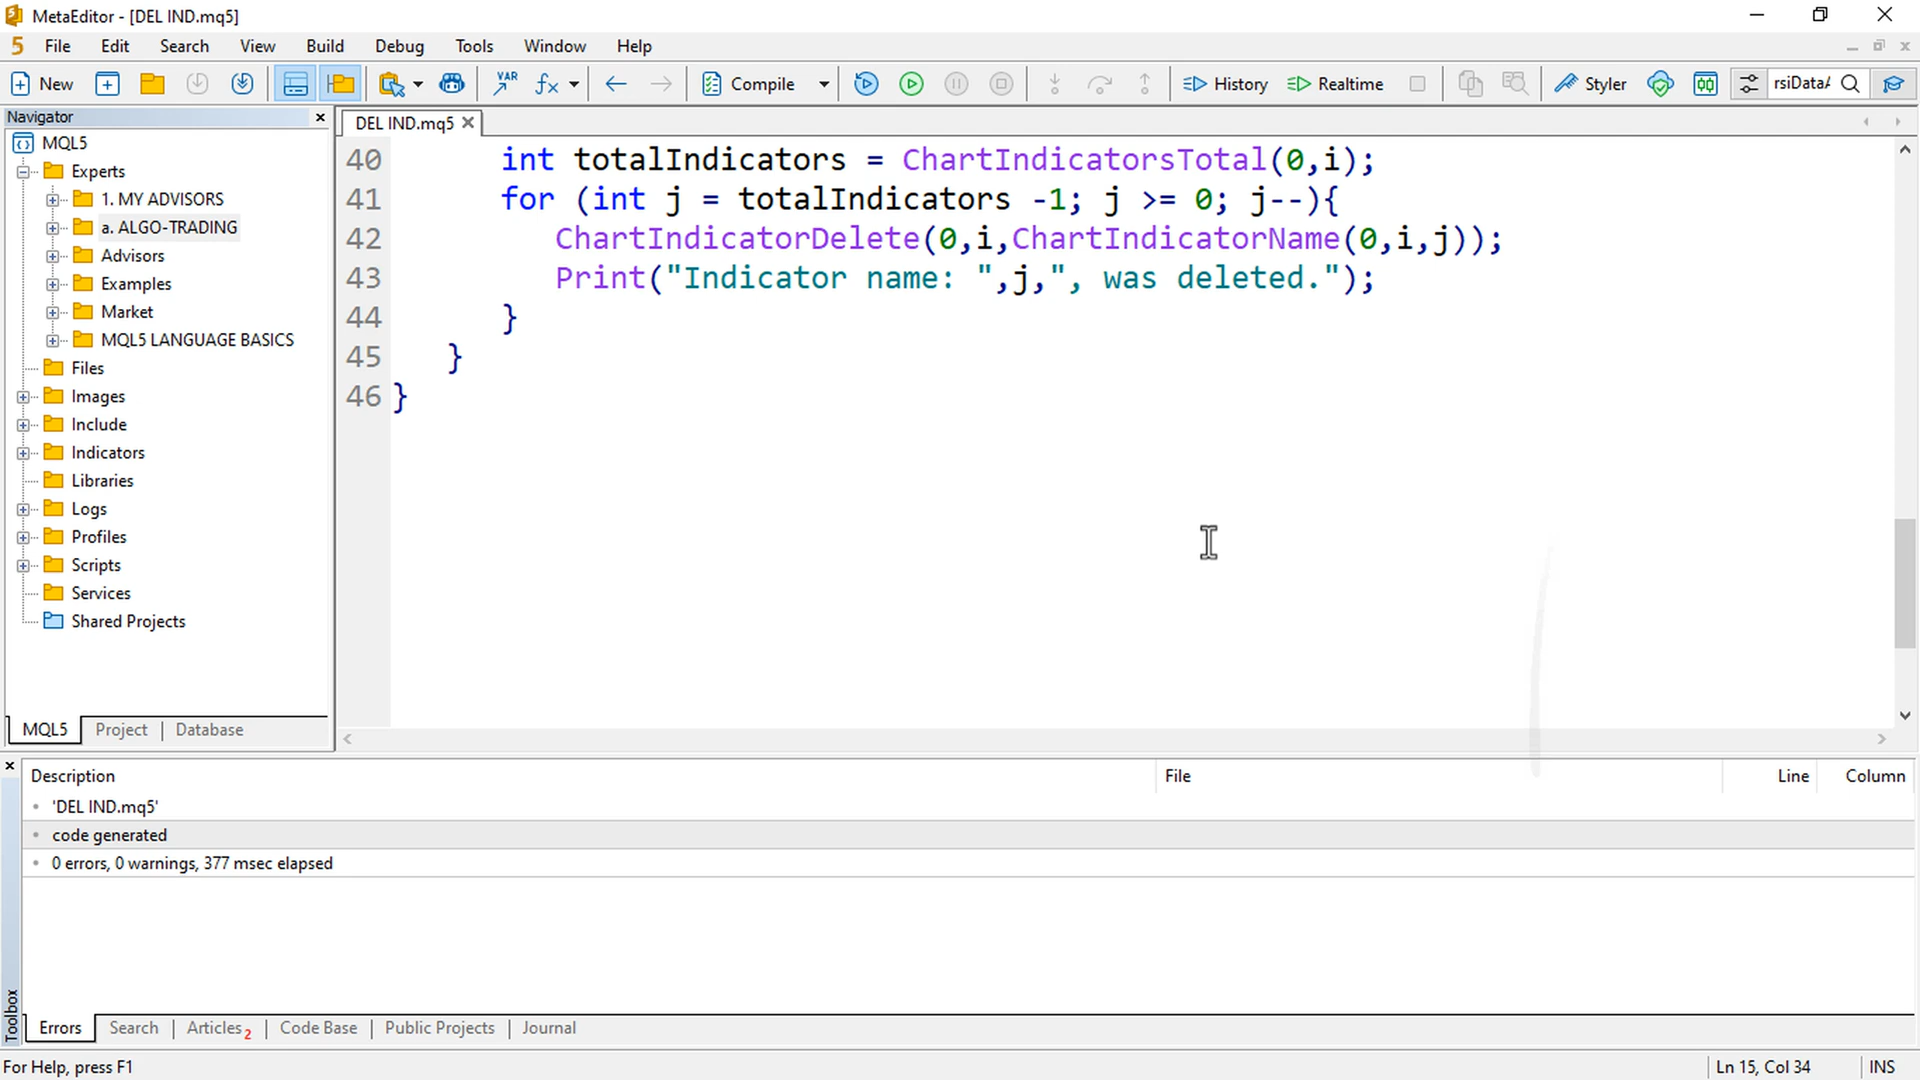 MetaEditor - [DEL IND.mq5]
5 File Edit Search View Build Debug Tools Window Help
New VAR Compile History Realtime Styler rsiDataA
Navigator
MQL5
Experts
1. MY ADVISORS
a. ALGO-TRADING
Advisors
Examples
Market
MQL5 LANGUAGE BASICS
Files
Images
Include
Indicators
Libraries
Logs
Profiles
Scripts
Services
Shared Projects
MQL5 Project Database
DEL IND.mq5
40 int totalIndicators = ChartIndicatorsTotal(0,i);
41 for (int j = totalIndicators -1; j >= 0; j--){
42 ChartIndicatorDelete(0,i,ChartIndicatorName(0,i,j));
43 Print("Indicator name: ",j,", was deleted.");
44 }
45 }
46 }
Description File Line Column
'DEL IND.mq5'
code generated
0 errors, 0 warnings, 377 msec elapsed
Toolbox
Errors Search Articles 2 Code Base Public Projects Journal
For Help, press F1 Ln 15, Col 34 INS